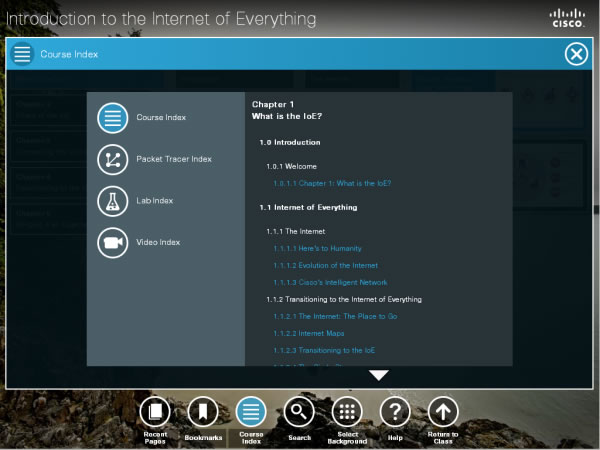 Introduction to the Internet of Everything
CISCO
Course Index
Course Index
Packet Tracer Index
Lab Index
Video Index
Chapter 1
What is the IoE?
1.0 Introduction
1.0.1 Welcome
1.0.1.1 Chapter 1: What is the IoE?
1.1 Internet of Everything
1.1.1 The Internet
1.1.1.1 Here's to Humanity
1.1.1.2 Evolution of the Internet
1.1.1.3 Cisco's Intelligent Network
1.1.2 Transitioning to the Internet of Everything
1.1.2.1 The Internet: The Place to Go
1.1.2.2 Internet Maps
1.1.2.3 Transitioning to the IoE
Recent Pages
Bookmarks
Course Index
Search
Select Background
Help
Return to Class